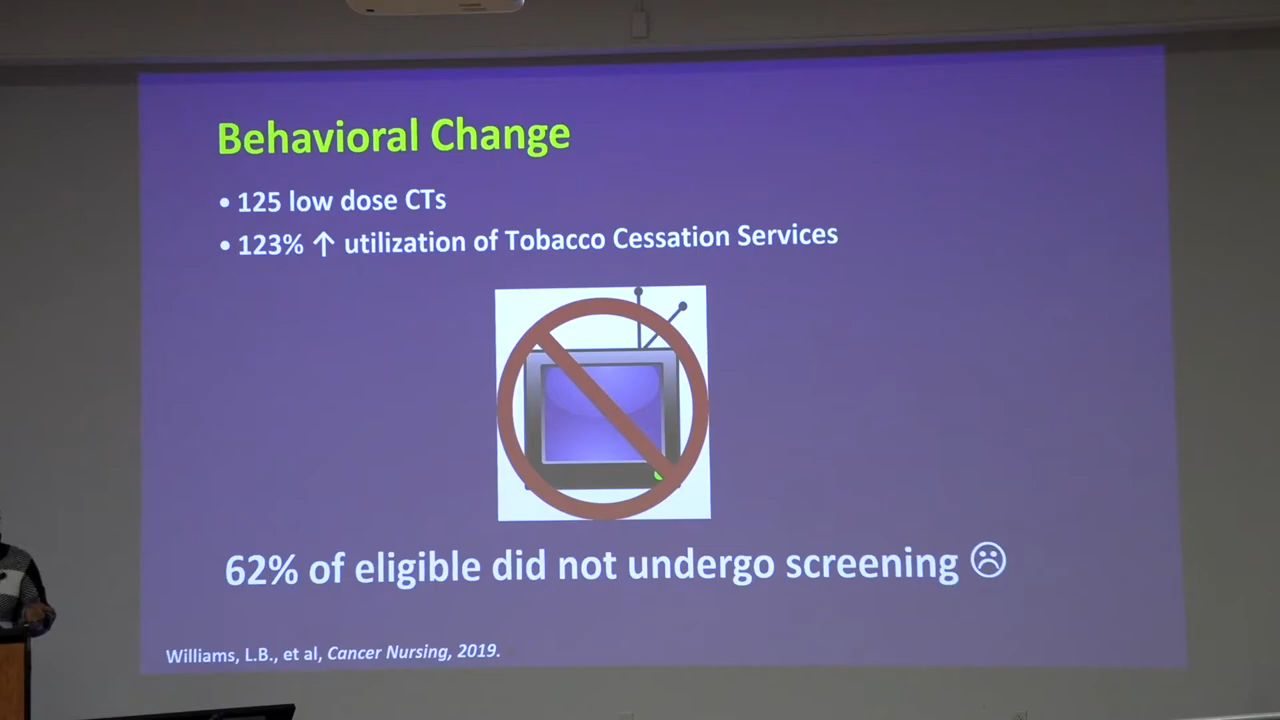 Behavioral Change
• 125 low dose CTs
• 123% ↑ utilization of Tobacco Cessation Services
62% of eligible did not undergo screening ☹
Williams, L.B., et al, Cancer Nursing, 2019.